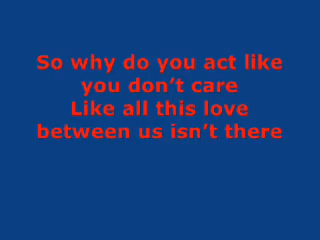 So why do you act like
you don’t care
Like all this love
between us isn’t there